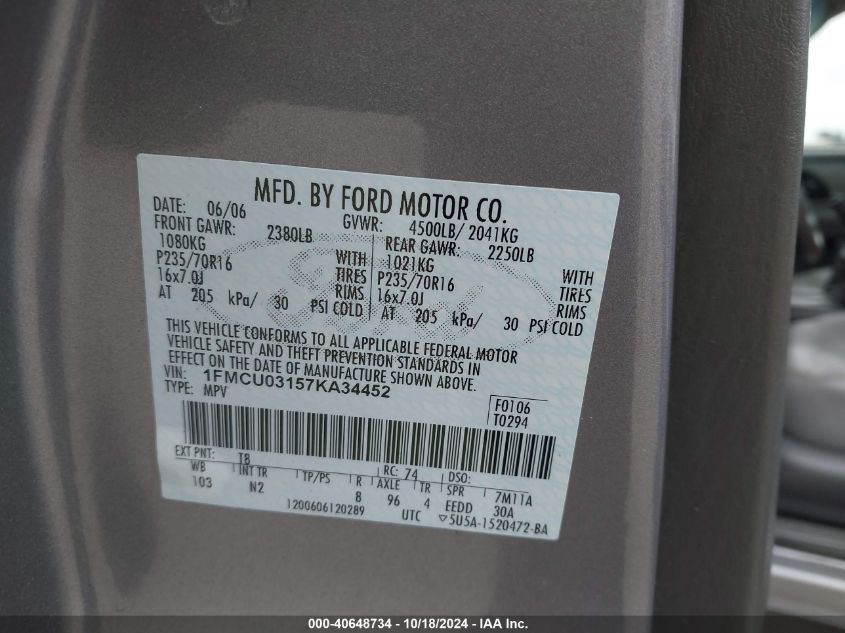 MFD. BY FORD MOTOR CO.
DATE: 06/06 GVWR: 4500LB/ 2041KG
FRONT GAWR: 2380LB REAR GAWR: 2250LB
1080KG WITH 1021KG WITH
P235/70R16 TIRES P235/70R16 TIRES
16x7.0J RIMS 16x7.0J RIMS
AT 205 kPa/ 30 PSI COLD AT 205 kPa/ 30 PSI COLD
THIS VEHICLE CONFORMS TO ALL APPLICABLE FEDERAL MOTOR
VEHICLE SAFETY AND THEFT PREVENTION STANDARDS IN
EFFECT ON THE DATE OF MANUFACTURE SHOWN ABOVE.
VIN: 1FMCU03157KA34452
TYPE: MPV
F0106
T0294
EXT PNT: T8 RC: 74 DSO:
WB INT TR TP/PS R AXLE TR SPR 7M11A
103 N2 8 96 4 EEDD 30A
1200606120289 UTC ▽5U5A-1520472-BA
Ford
000-40648734 - 10/18/2024 - IAA Inc.